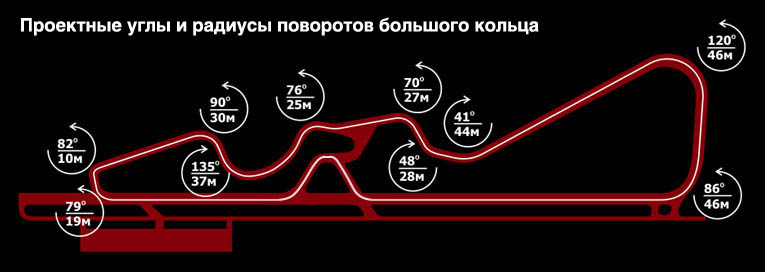 Проектные углы и радиусы поворотов большого кольца
120°
46м
76°
25м
70°
27м
90°
30м
41°
44м
82°
10м
135°
37м
48°
28м
86°
46м
79°
19м